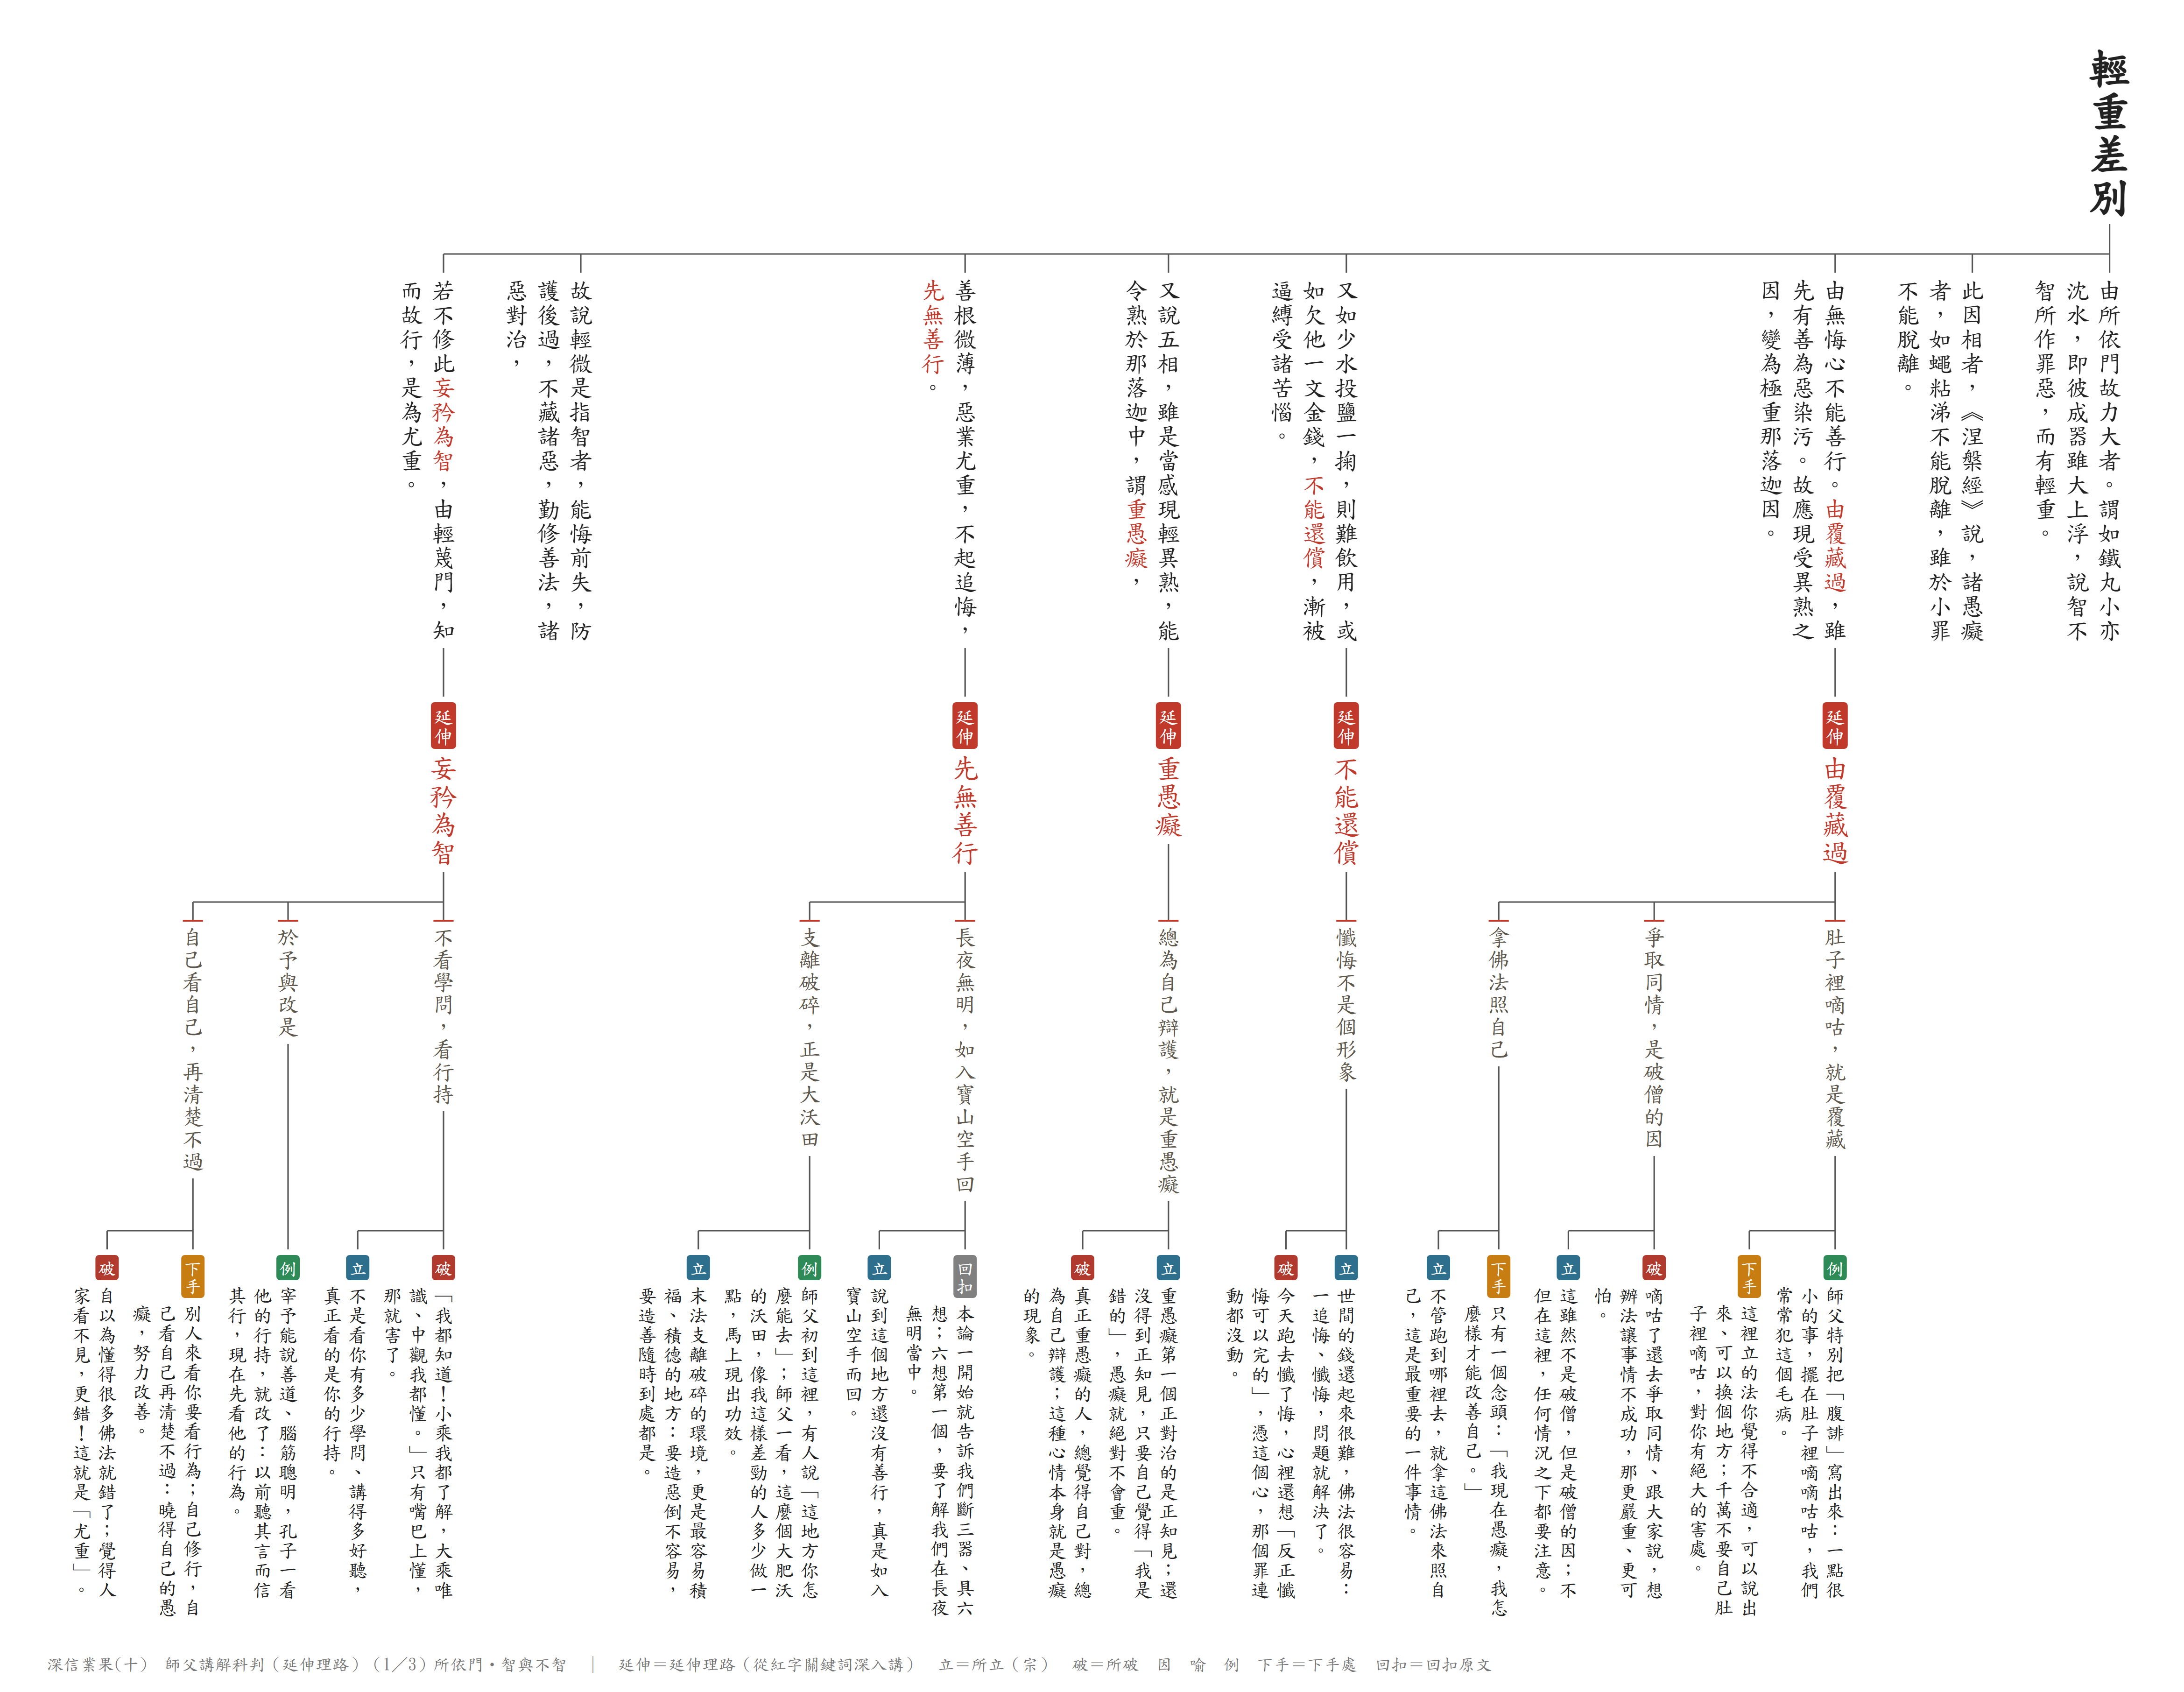 輕重差別
由所依門故力大者。謂如鐵丸小亦
沈水，即彼成器雖大上浮，說智不
智所作罪惡，而有輕重。
此因相者，《涅槃經》說，諸愚癡
者，如蠅粘涕不能脫離，雖於小罪
不能脫離。
由無悔心不能善行。由覆藏過，雖
先有善為惡染污。故應現受異熟之
因，變為極重那落迦因。
又如少水投鹽一掬，則難飲用，或
如欠他一文金錢，不能還償，漸被
逼縛受諸苦惱。
又說五相，雖是當感現輕異熟，能
令熟於那落迦中，謂重愚癡，
善根微薄，惡業尤重，不起追悔，
先無善行。
故說輕微是指智者，能悔前失，防
護後過，不藏諸惡，勤修善法，諸
惡對治，
若不修此妄矜為智，由輕蔑門，知
而故行，是為尤重。
延伸
由覆藏過
延伸
不能還償
延伸
重愚癡
延伸
先無善行
延伸
妄矜為智
肚子裡嘀咕，就是覆藏
爭取同情，是破僧的因
拿佛法照自己
懺悔不是個形象
總為自己辯護，就是重愚癡
長夜無明，如入寶山空手回
支離破碎，正是大沃田
不看學問，看行持
於予與改是
自己看自己，再清楚不過
例
師父特別把「腹誹」寫出來：一點很
小的事，擺在肚子裡嘀嘀咕咕，我們
常常犯這個毛病。
下手
這裡立的法你覺得不合適，可以說出
來、可以換個地方；千萬不要自己肚
子裡嘀咕，對你有絕大的害處。
破
嘀咕了還去爭取同情、跟大家說，想
辦法讓事情不成功，那更嚴重、更可
怕。
立
這雖然不是破僧，但是破僧的因；不
但在這裡，任何情況之下都要注意。
下手
只有一個念頭：「我現在愚癡，我怎
麼樣才能改善自己。」
立
不管跑到哪裡去，就拿這佛法來照自
己，這是最重要的一件事情。
立
世間的錢還起來很難，佛法很容易：
一追悔、懺悔，問題就解決了。
破
今天跑去懺了悔，心裡還想「反正懺
悔可以完的」，憑這個心，那個罪連
動都沒動。
立
重愚癡第一個正對治的是正知見；還
沒得到正知見，只要自己覺得「我是
錯的」，愚癡就絕對不會重。
破
真正重愚癡的人，總覺得自己對，總
為自己辯護；這種心情本身就是愚癡
的現象。
回扣
本論一開始就告訴我們斷三器、具六
想；六想第一個，要了解我們在長夜
無明當中。
立
說到這個地方還沒有善行，真是如入
寶山空手而回。
例
師父初到這裡，有人說「這地方你怎
麼能去」；師父一看，這麼個大肥沃
的沃田，像我這樣差勁的人多少做一
點，馬上現出功效。
立
末法支離破碎的環境，更是最容易積
福、積德的地方：要造惡倒不容易，
要造善隨時到處都是。
破
「我都知道！小乘我都了解，大乘唯
識、中觀我都懂。」只有嘴巴上懂，
那就害了。
立
不是看你有多少學問、講得多好聽，
真正看的是你的行持。
例
宰予能說善道、腦筋聰明，孔子一看
他的行持，就改了：以前聽其言而信
其行，現在先看他的行為。
下手
別人來看你要看行為；自己修行，自
己看自己再清楚不過：曉得自己的愚
癡，努力改善。
破
自以為懂得很多佛法就錯了；覺得人
家看不見，更錯！這就是「尤重」。
深信業果(十)　師父講解科判（延伸理路）（1／3）所依門・智與不智　｜　延伸＝延伸理路（從紅字關鍵詞深入講）　立＝所立（宗）　破＝所破　因　喻　例　下手＝下手處　回扣＝回扣原文